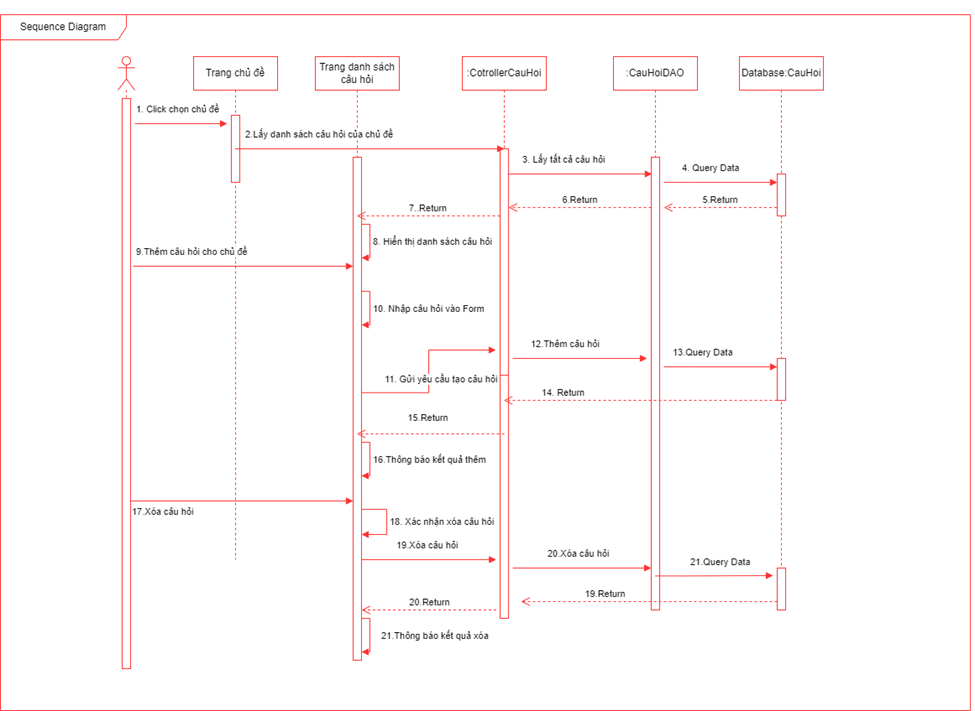 Sequence Diagram
Trang chủ đề
Trang danh sách
câu hỏi
:CotrollerCauHoi
:CauHoiDAO
Database:CauHoi
1. Click chọn chủ đề
2.Lấy danh sách câu hỏi của chủ đề
3. Lấy tất cả câu hỏi
4. Query Data
5.Return
6.Return
7..Return
8. Hiển thị danh sách câu hỏi
9.Thêm câu hỏi cho chủ đề
10. Nhập câu hỏi vào Form
11. Gửi yêu cầu tạo câu hỏi
12.Thêm câu hỏi
13.Query Data
14. Return
15.Return
16.Thông báo kết quả thêm
17.Xóa câu hỏi
18. Xác nhận xóa câu hỏi
19.Xóa câu hỏi
20.Xóa câu hỏi
21.Query Data
19.Return
20.Return
21.Thông báo kết quả xóa